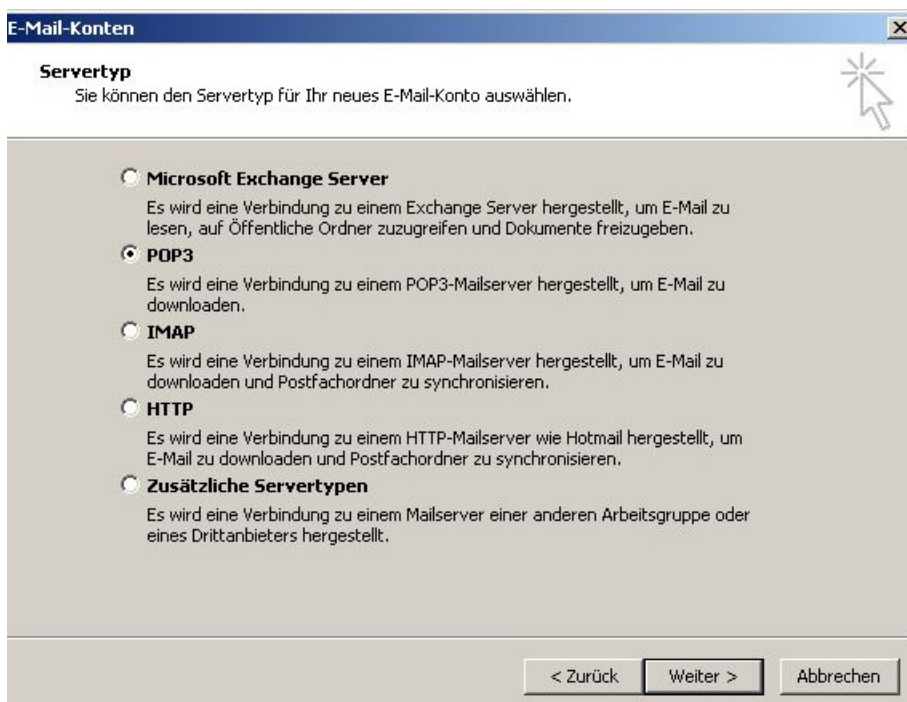 E-Mail-Konten
Servertyp
Sie können den Servertyp für Ihr neues E-Mail-Konto auswählen.
Microsoft Exchange Server
Es wird eine Verbindung zu einem Exchange Server hergestellt, um E-Mail zu
lesen, auf Öffentliche Ordner zuzugreifen und Dokumente freizugeben.
POP3
Es wird eine Verbindung zu einem POP3-Mailserver hergestellt, um E-Mail zu
downloaden.
IMAP
Es wird eine Verbindung zu einem IMAP-Mailserver hergestellt, um E-Mail zu
downloaden und Postfachordner zu synchronisieren.
HTTP
Es wird eine Verbindung zu einem HTTP-Mailserver wie Hotmail hergestellt, um
E-Mail zu downloaden und Postfachordner zu synchronisieren.
Zusätzliche Servertypen
Es wird eine Verbindung zu einem Mailserver einer anderen Arbeitsgruppe oder
eines Drittanbieters hergestellt.
< Zurück Weiter > Abbrechen